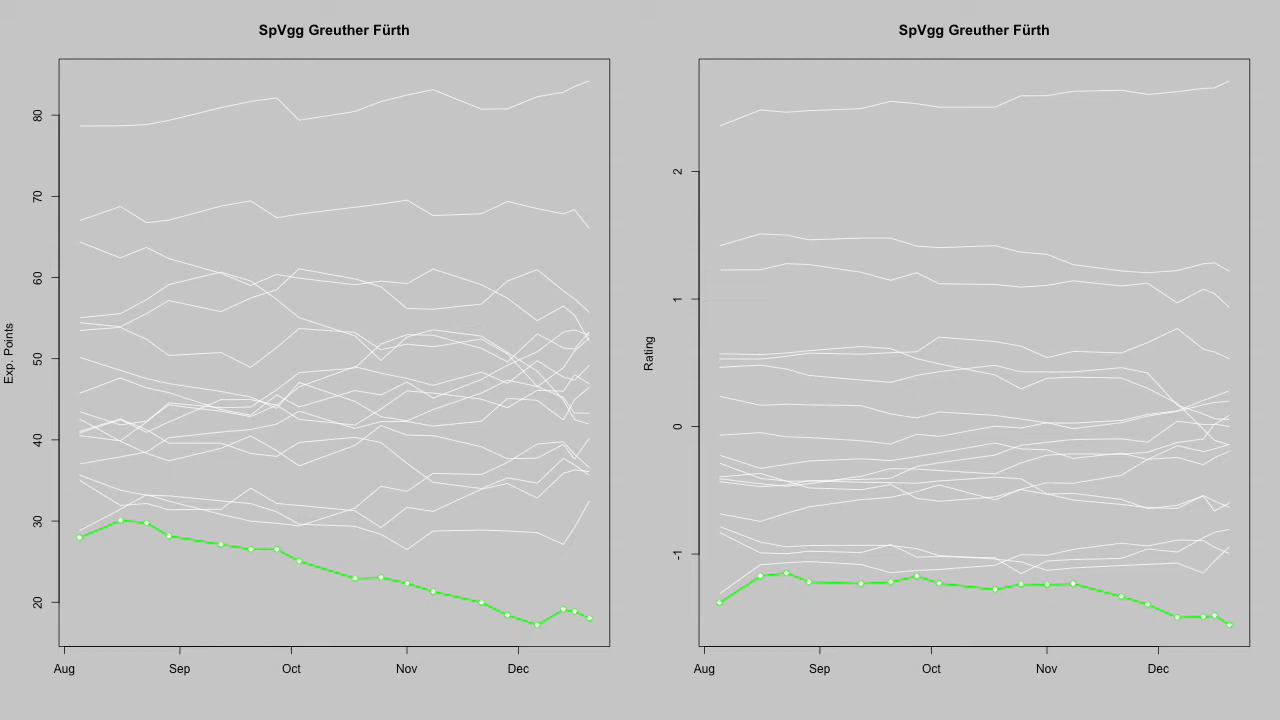 SpVgg Greuther Fürth
Exp. Points
80
70
60
50
40
30
20
Aug Sep Oct Nov Dec
SpVgg Greuther Fürth
Rating
2
1
0
-1
Aug Sep Oct Nov Dec